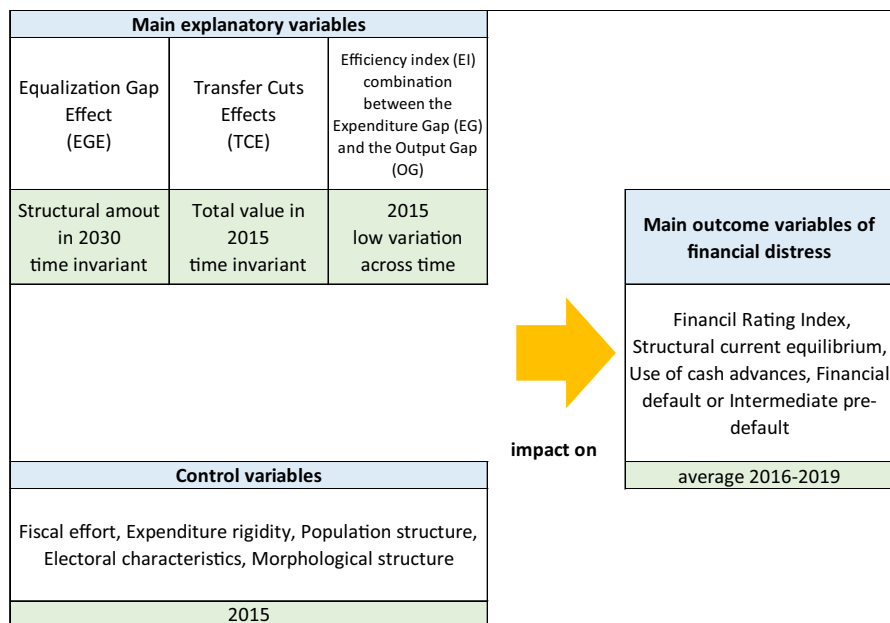 Main explanatory variables
Equalization Gap
Effect
(EGE)
Transfer Cuts
Effects
(TCE)
Efficiency index (EI)
combination
between the
Expenditure Gap (EG)
and the Output Gap
(OG)
Structural amout
in 2030
time invariant
Total value in
2015
time invariant
2015
low variation
across time
Main outcome variables of
financial distress
Financil Rating Index,
Structural current equilibrium,
Use of cash advances, Financial
default or Intermediate pre-
default
average 2016-2019
impact on
Control variables
Fiscal effort, Expenditure rigidity, Population structure,
Electoral characteristics, Morphological structure
2015